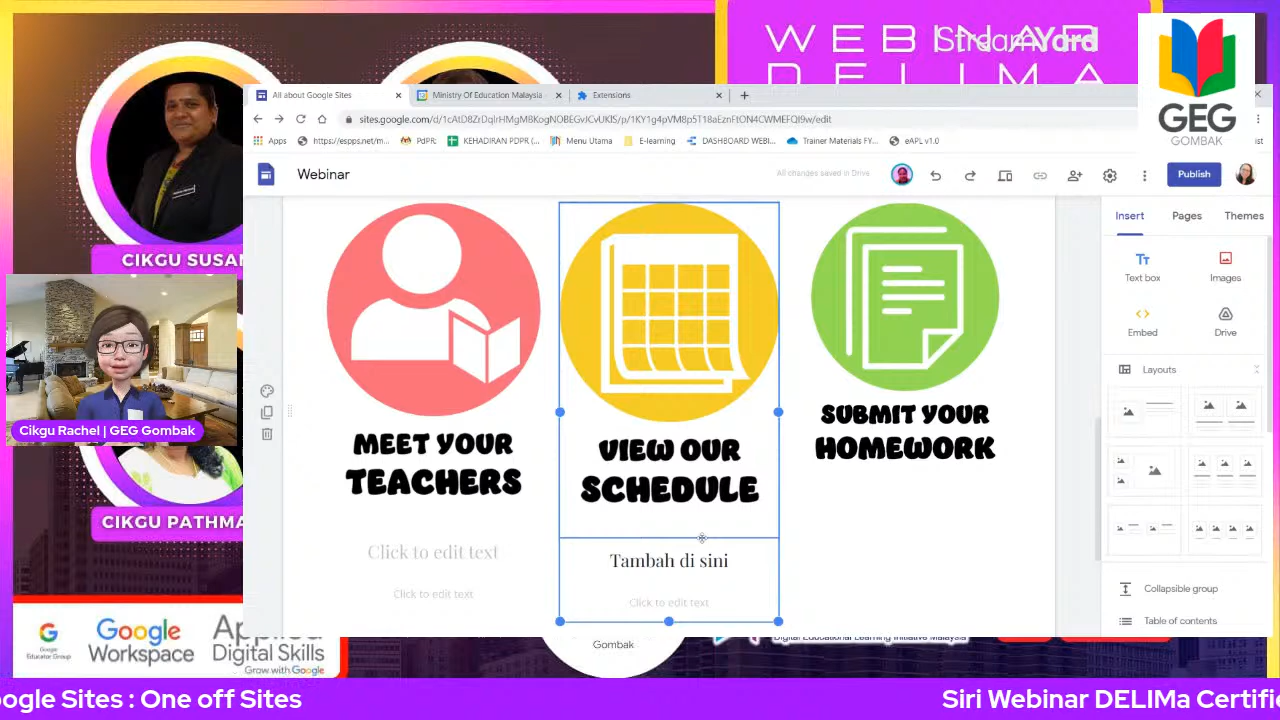 WEBINAR
DELIMA
StreamYard
GEG
GOMBAK
All about Google Sites
Ministry Of Education Malaysia
Extensions
sites.google.com/d/
/edit
https://espps.net/m...
PdPR
KEHADIRAN PDPR (...
Menu Utama
E-learning
DASHBOARD WEBI...
Trainer Materials FY...
eAPL v1.0
Webinar
All changes saved in Drive
Publish
Insert
Pages
Themes
Text box
Images
Embed
Drive
Layouts
Collapsible group
Table of contents
MEET YOUR
TEACHERS
VIEW OUR
SCHEDULE
SUBMIT YOUR
HOMEWORK
Click to edit text
Tambah di sini
Click to edit text
Click to edit text
CIKGU SUSAN
Cikgu Rachel | GEG Gombak
CIKGU PATHMA
Google
Educator Group
Google
Workspace
Applied
Digital Skills
Grow with Google
Gombak
Digital Educational Learning Initiative Malaysia
ogle Sites : One off Sites
Siri Webinar DELIMa Certifie